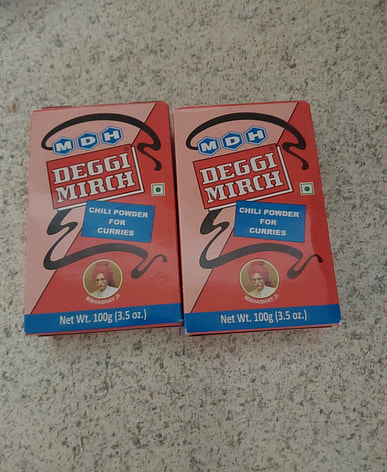 MDH
DEGGI
MIRCH
CHILI POWDER
FOR
CURRIES
MAHASHAY JI
Net Wt. 100g (3.5 oz.)
MDH
DEGGI
MIRCH
CHILI POWDER
FOR
CURRIES
MAHASHAY JI
Net Wt. 100g (3.5 oz.)